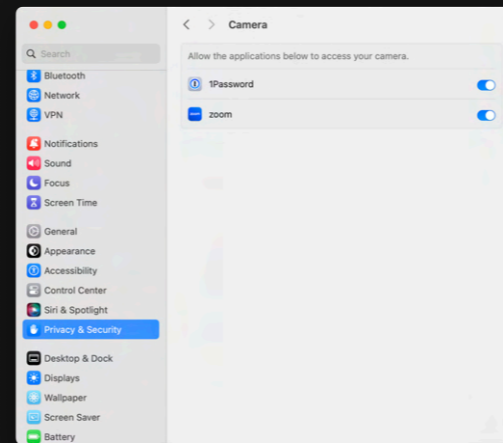 Camera
Search
Allow the applications below to access your camera.
Bluetooth
1Password
Network
VPN
zoom
Notifications
Sound
Focus
Screen Time
General
Appearance
Accessibility
Control Center
Siri & Spotlight
Privacy & Security
Desktop & Dock
Displays
Wallpaper
Screen Saver
Battery